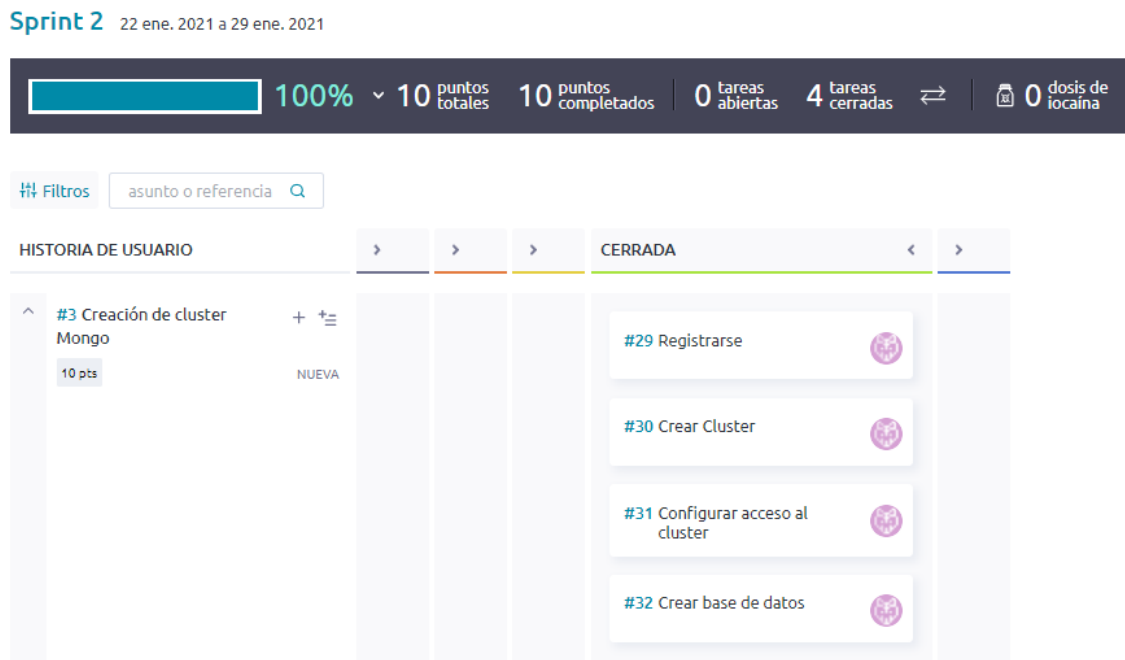 Sprint 2 22 ene. 2021 a 29 ene. 2021
100% 10 puntos totales 10 puntos completados 0 tareas abiertas 4 tareas cerradas 0 dosis de iocaína
Filtros asunto o referencia
HISTORIA DE USUARIO CERRADA
#3 Creación de cluster
Mongo
10 pts NUEVA
#29 Registrarse
#30 Crear Cluster
#31 Configurar acceso al
cluster
#32 Crear base de datos